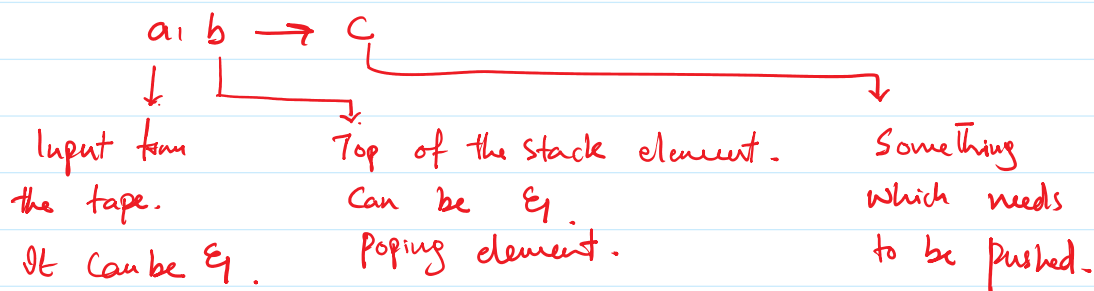 a, b → C
Input from Top of the stack element. Something
the tape. Can be ε. which needs
It can be ε. Poping element. to be pushed.